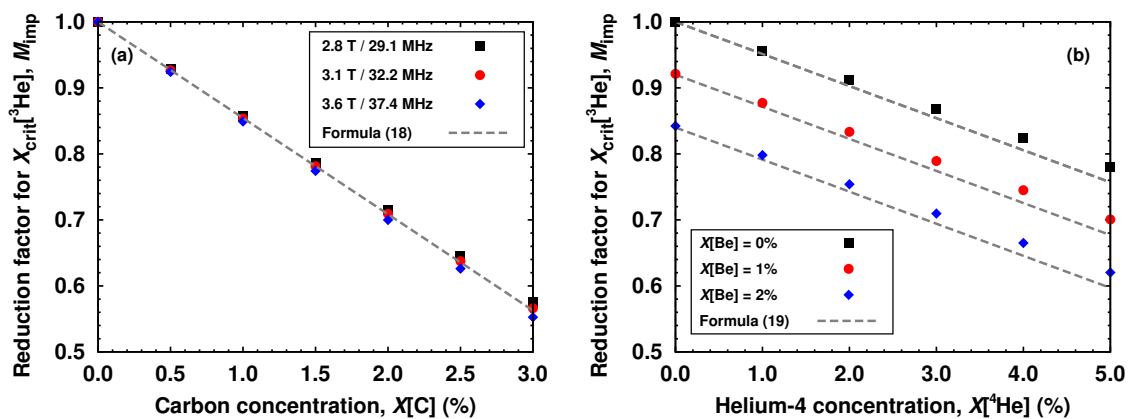 1.0
0.9
0.8
0.7
0.6
0.5
Reduction factor for X_crit[³He], M_imp
(a)
2.8 T / 29.1 MHz
3.1 T / 32.2 MHz
3.6 T / 37.4 MHz
Formula (18)
0.0 0.5 1.0 1.5 2.0 2.5 3.0
Carbon concentration, X[C] (%)
1.0
0.9
0.8
0.7
0.6
0.5
Reduction factor for X_crit[³He], M_imp
(b)
X[Be] = 0%
X[Be] = 1%
X[Be] = 2%
Formula (19)
0.0 1.0 2.0 3.0 4.0 5.0
Helium-4 concentration, X[⁴He] (%)